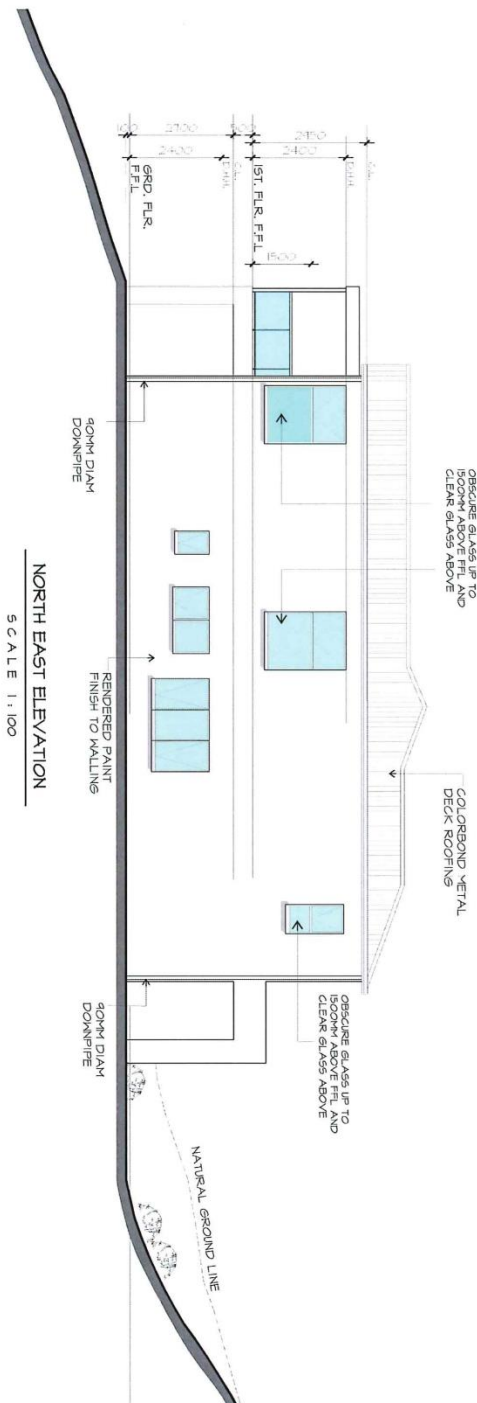 OBSCURE GLASS UP TO
1500MM ABOVE FFL AND
CLEAR GLASS ABOVE
COLORBOND METAL
DECK ROOFING
OBSCURE GLASS UP TO
1500MM ABOVE FFL AND
CLEAR GLASS ABOVE
2400
1500
1ST. FLR. F.F.L
500
2700
2400
GRD. FLR.
F.F.L
100
NATURAL GROUND LINE
90MM DIAM
DOWNPIPE
RENDERED PAINT
FINISH TO WALLING
90MM DIAM
DOWNPIPE
NORTH EAST ELEVATION
SCALE 1:100